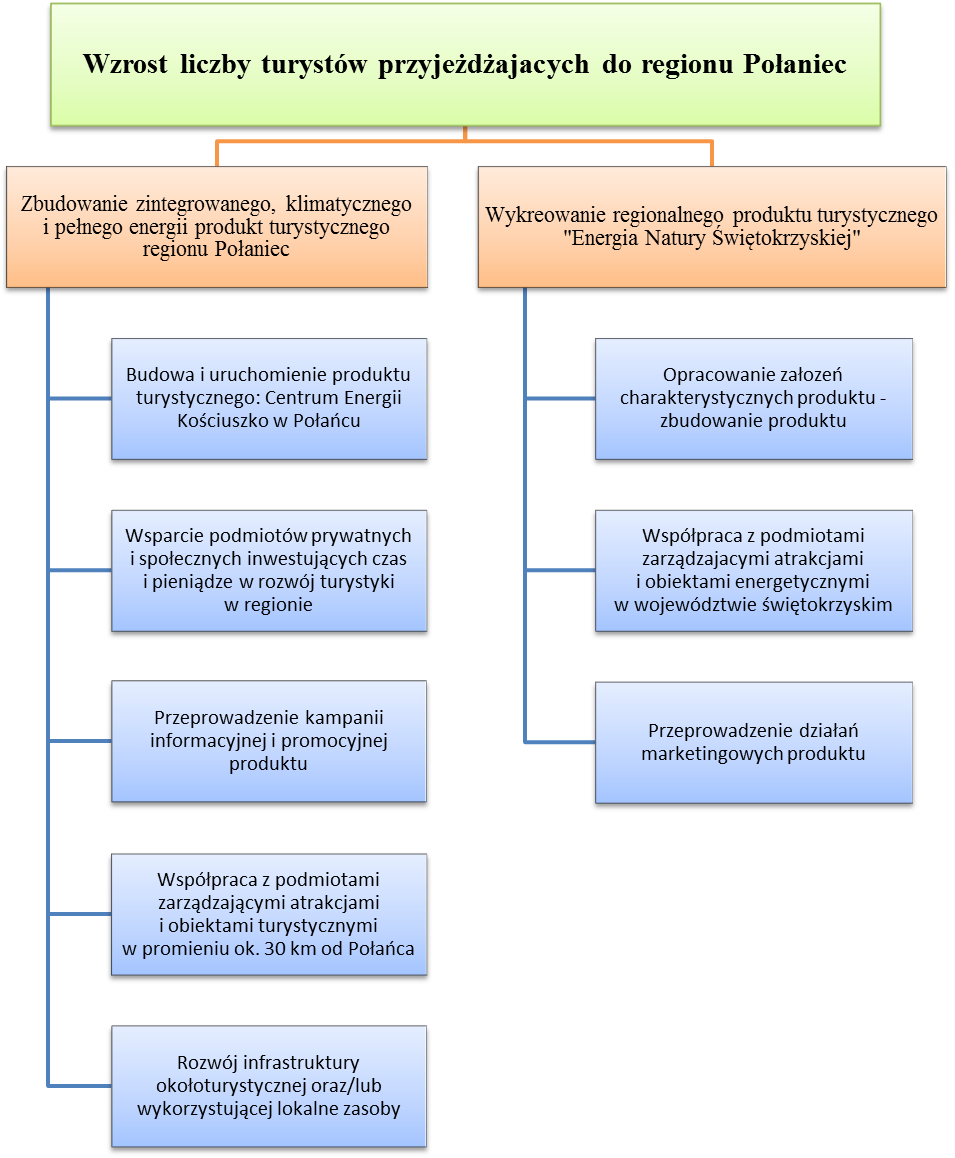 Wzrost liczby turystów przyjeżdżajacych do regionu Połaniec
Zbudowanie zintegrowanego, klimatycznego
i pełnego energii produkt turystycznego
regionu Połaniec
Budowa i uruchomienie produktu
turystycznego: Centrum Energii
Kościuszko w Połańcu
Wsparcie podmiotów prywatnych
i społecznych inwestujących czas
i pieniądze w rozwój turystyki
w regionie
Przeprowadzenie kampanii
informacyjnej i promocyjnej
produktu
Współpraca z podmiotami
zarządzającymi atrakcjami
i obiektami turystycznymi
w promieniu ok. 30 km od Połańca
Rozwój infrastruktury
okołoturystycznej oraz/lub
wykorzystującej lokalne zasoby
Wykreowanie regionalnego produktu turystycznego
"Energia Natury Świętokrzyskiej"
Opracowanie załozeń
charakterystycznych produktu -
zbudowanie produktu
Współpraca z podmiotami
zarządzajacymi atrakcjami
i obiektami energetycznymi
w województwie świętokrzyskim
Przeprowadzenie działań
marketingowych produktu